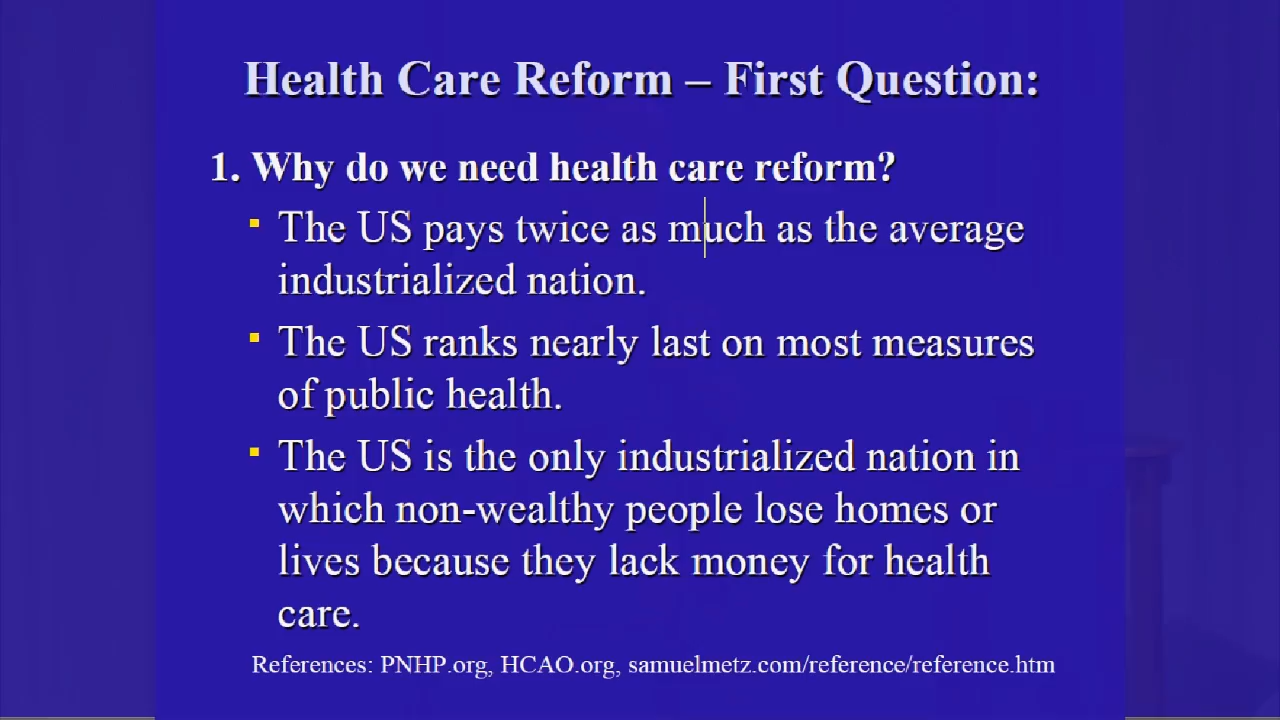 Health Care Reform – First Question:
1. Why do we need health care reform?
▪ The US pays twice as much as the average
industrialized nation.
▪ The US ranks nearly last on most measures
of public health.
▪ The US is the only industrialized nation in
which non-wealthy people lose homes or
lives because they lack money for health
care.
References: PNHP.org, HCAO.org, samuelmetz.com/reference/reference.htm